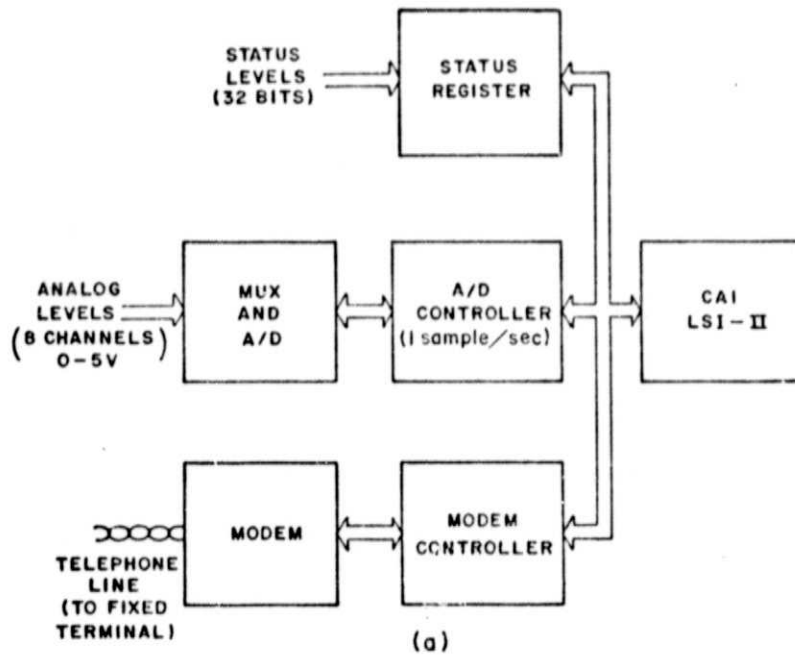 STATUS
LEVELS
(32 BITS)
STATUS
REGISTER
ANALOG
LEVELS
(8 CHANNELS)
0-5V
MUX
AND
A/D
A/D
CONTROLLER
(1 sample/sec)
CAI
LSI-II
TELEPHONE
LINE
(TO FIXED
TERMINAL)
MODEM
MODEM
CONTROLLER
(a)